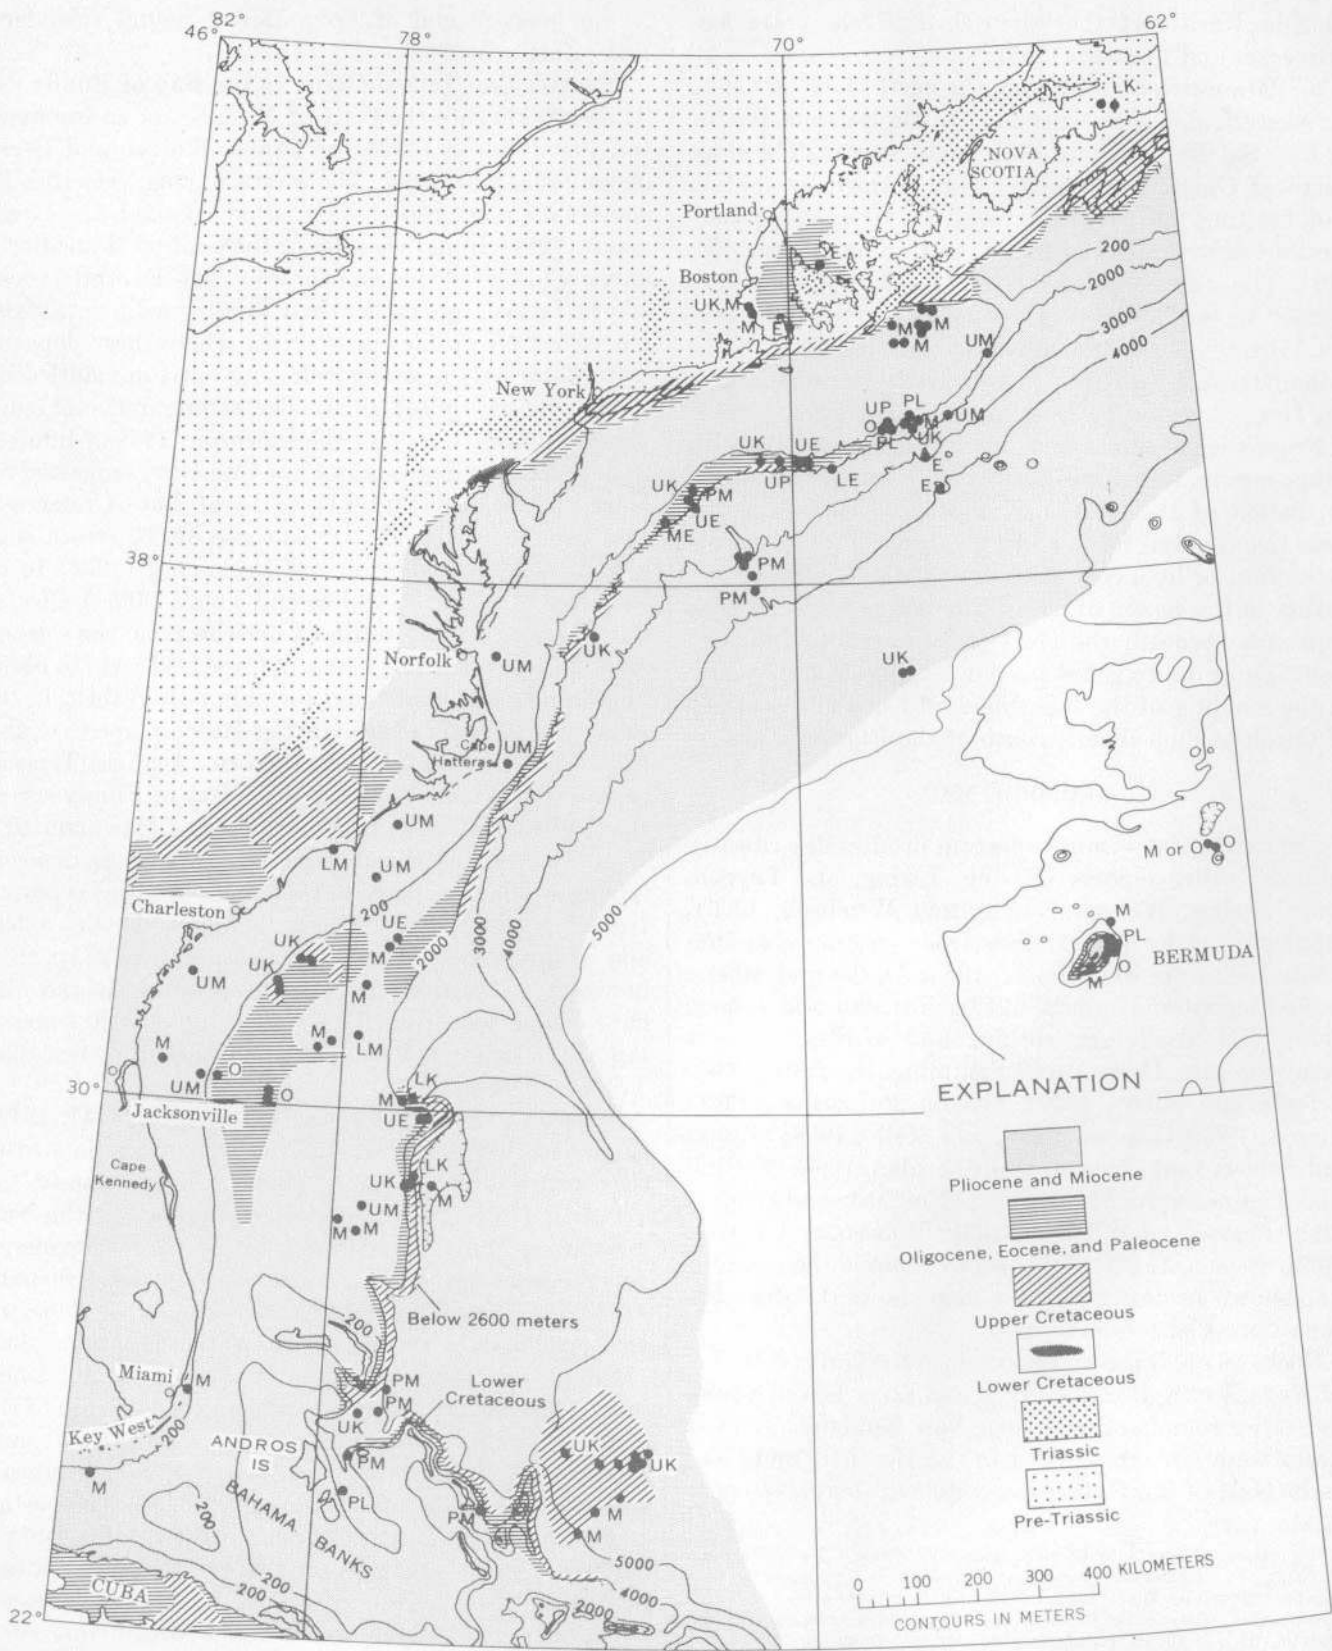 82°
46°
78°
70°
62°
LK
NOVA
SCOTIA
Portland
200
E
2000
Boston
UK,M
3000
M
E
M
M
M
UM
4000
New York
UP
PL
O
M
UM
PL
UK
UK
UE
E
UP
LE
E
UK
PM
UE
ME
38°
PM
PM
Norfolk
UK
UM
UK
UM
Cape
Hatteras
UM
LM
UM
M or O
O
200
Charleston
UE
3000
4000
5000
M
UK
M
2000
PL
UK
BERMUDA
UM
O
M
M
M
M
LM
UM
O
30°
O
LK
M
EXPLANATION
Jacksonville
UE
Cape
Kennedy
LK
UK
M
Pliocene and Miocene
UM
M
M
Oligocene, Eocene, and Paleocene
200
Below 2600 meters
Upper Cretaceous
Miami
M
PM
Lower
Cretaceous
Lower Cretaceous
PM
Key West
200
UK
ANDROS
IS
UK
UK
Triassic
PM
M
BAHAMA
PL
PM
M
200
M
Pre-Triassic
BANKS
5000
0 100 200 300 400 KILOMETERS
CUBA
200
200
4000
2000
CONTOURS IN METERS
22°